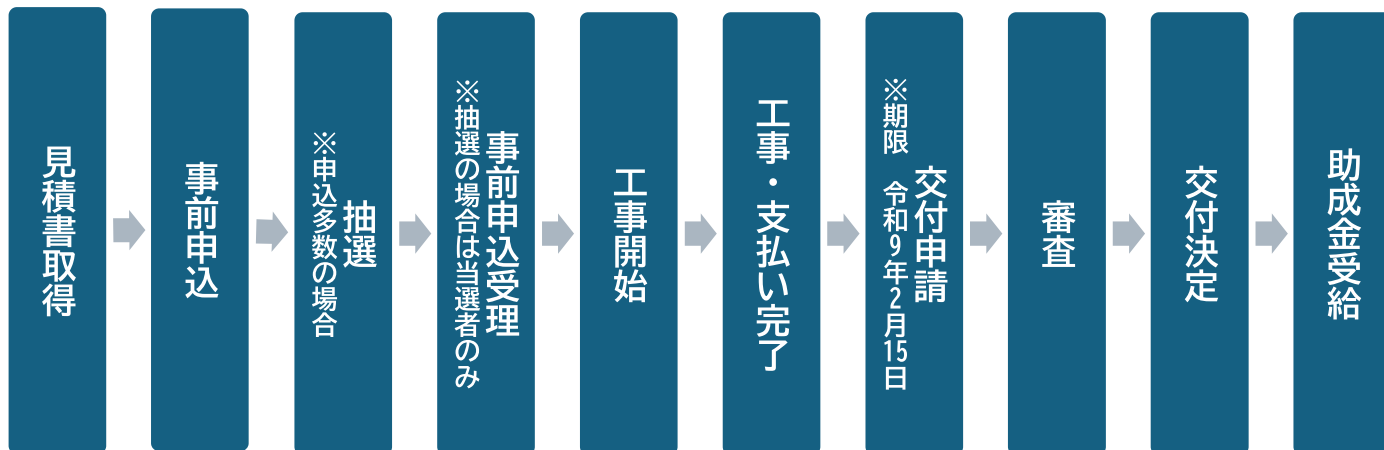 見積書取得
事前申込
抽選
※申込多数の場合
事前申込受理
※抽選の場合は当選者のみ
工事開始
工事・支払い完了
交付申請
※期限　令和9年2月15日
審査
交付決定
助成金受給